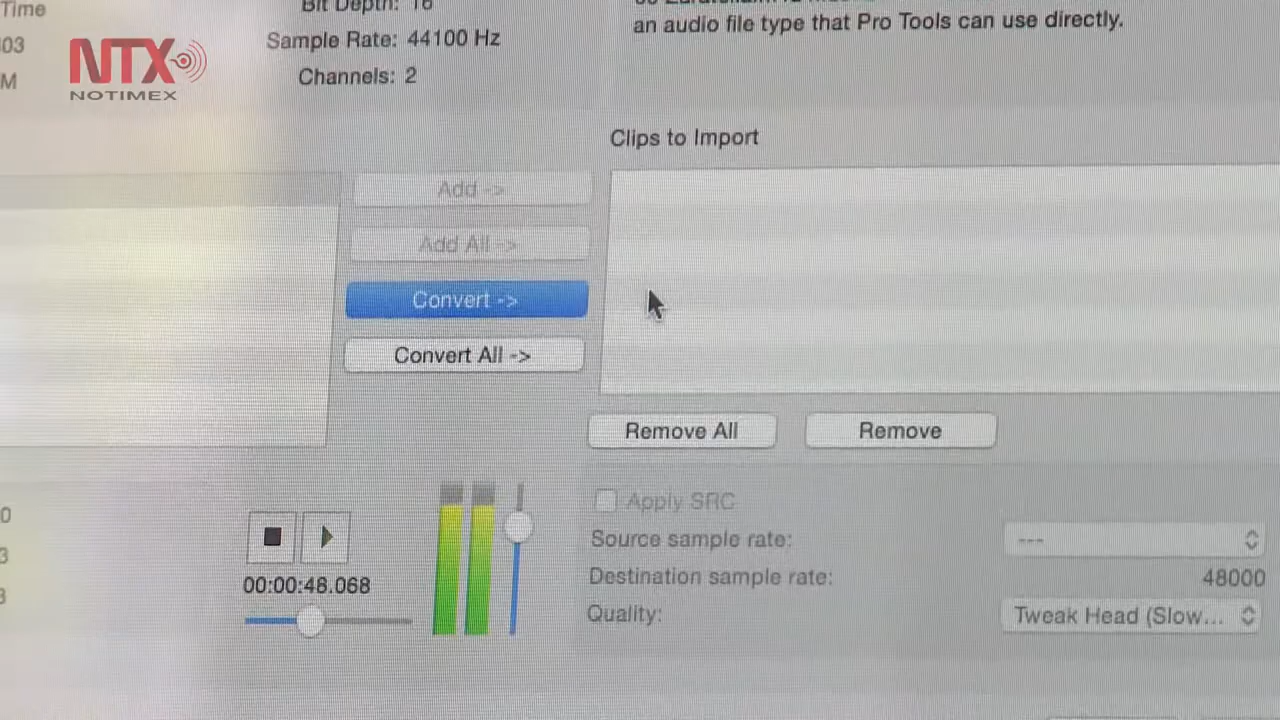 Time
Bit Depth: 16
an audio file type that Pro Tools can use directly.
03
Sample Rate: 44100 Hz
M
Channels: 2
NTX
NOTIMEX
Clips to Import
Add ->
Add All ->
Convert ->
Convert All ->
Remove All
Remove
0
3
3
00:00:48.068
Apply SRC
Source sample rate:
---
Destination sample rate:
48000
Quality:
Tweak Head (Slow...